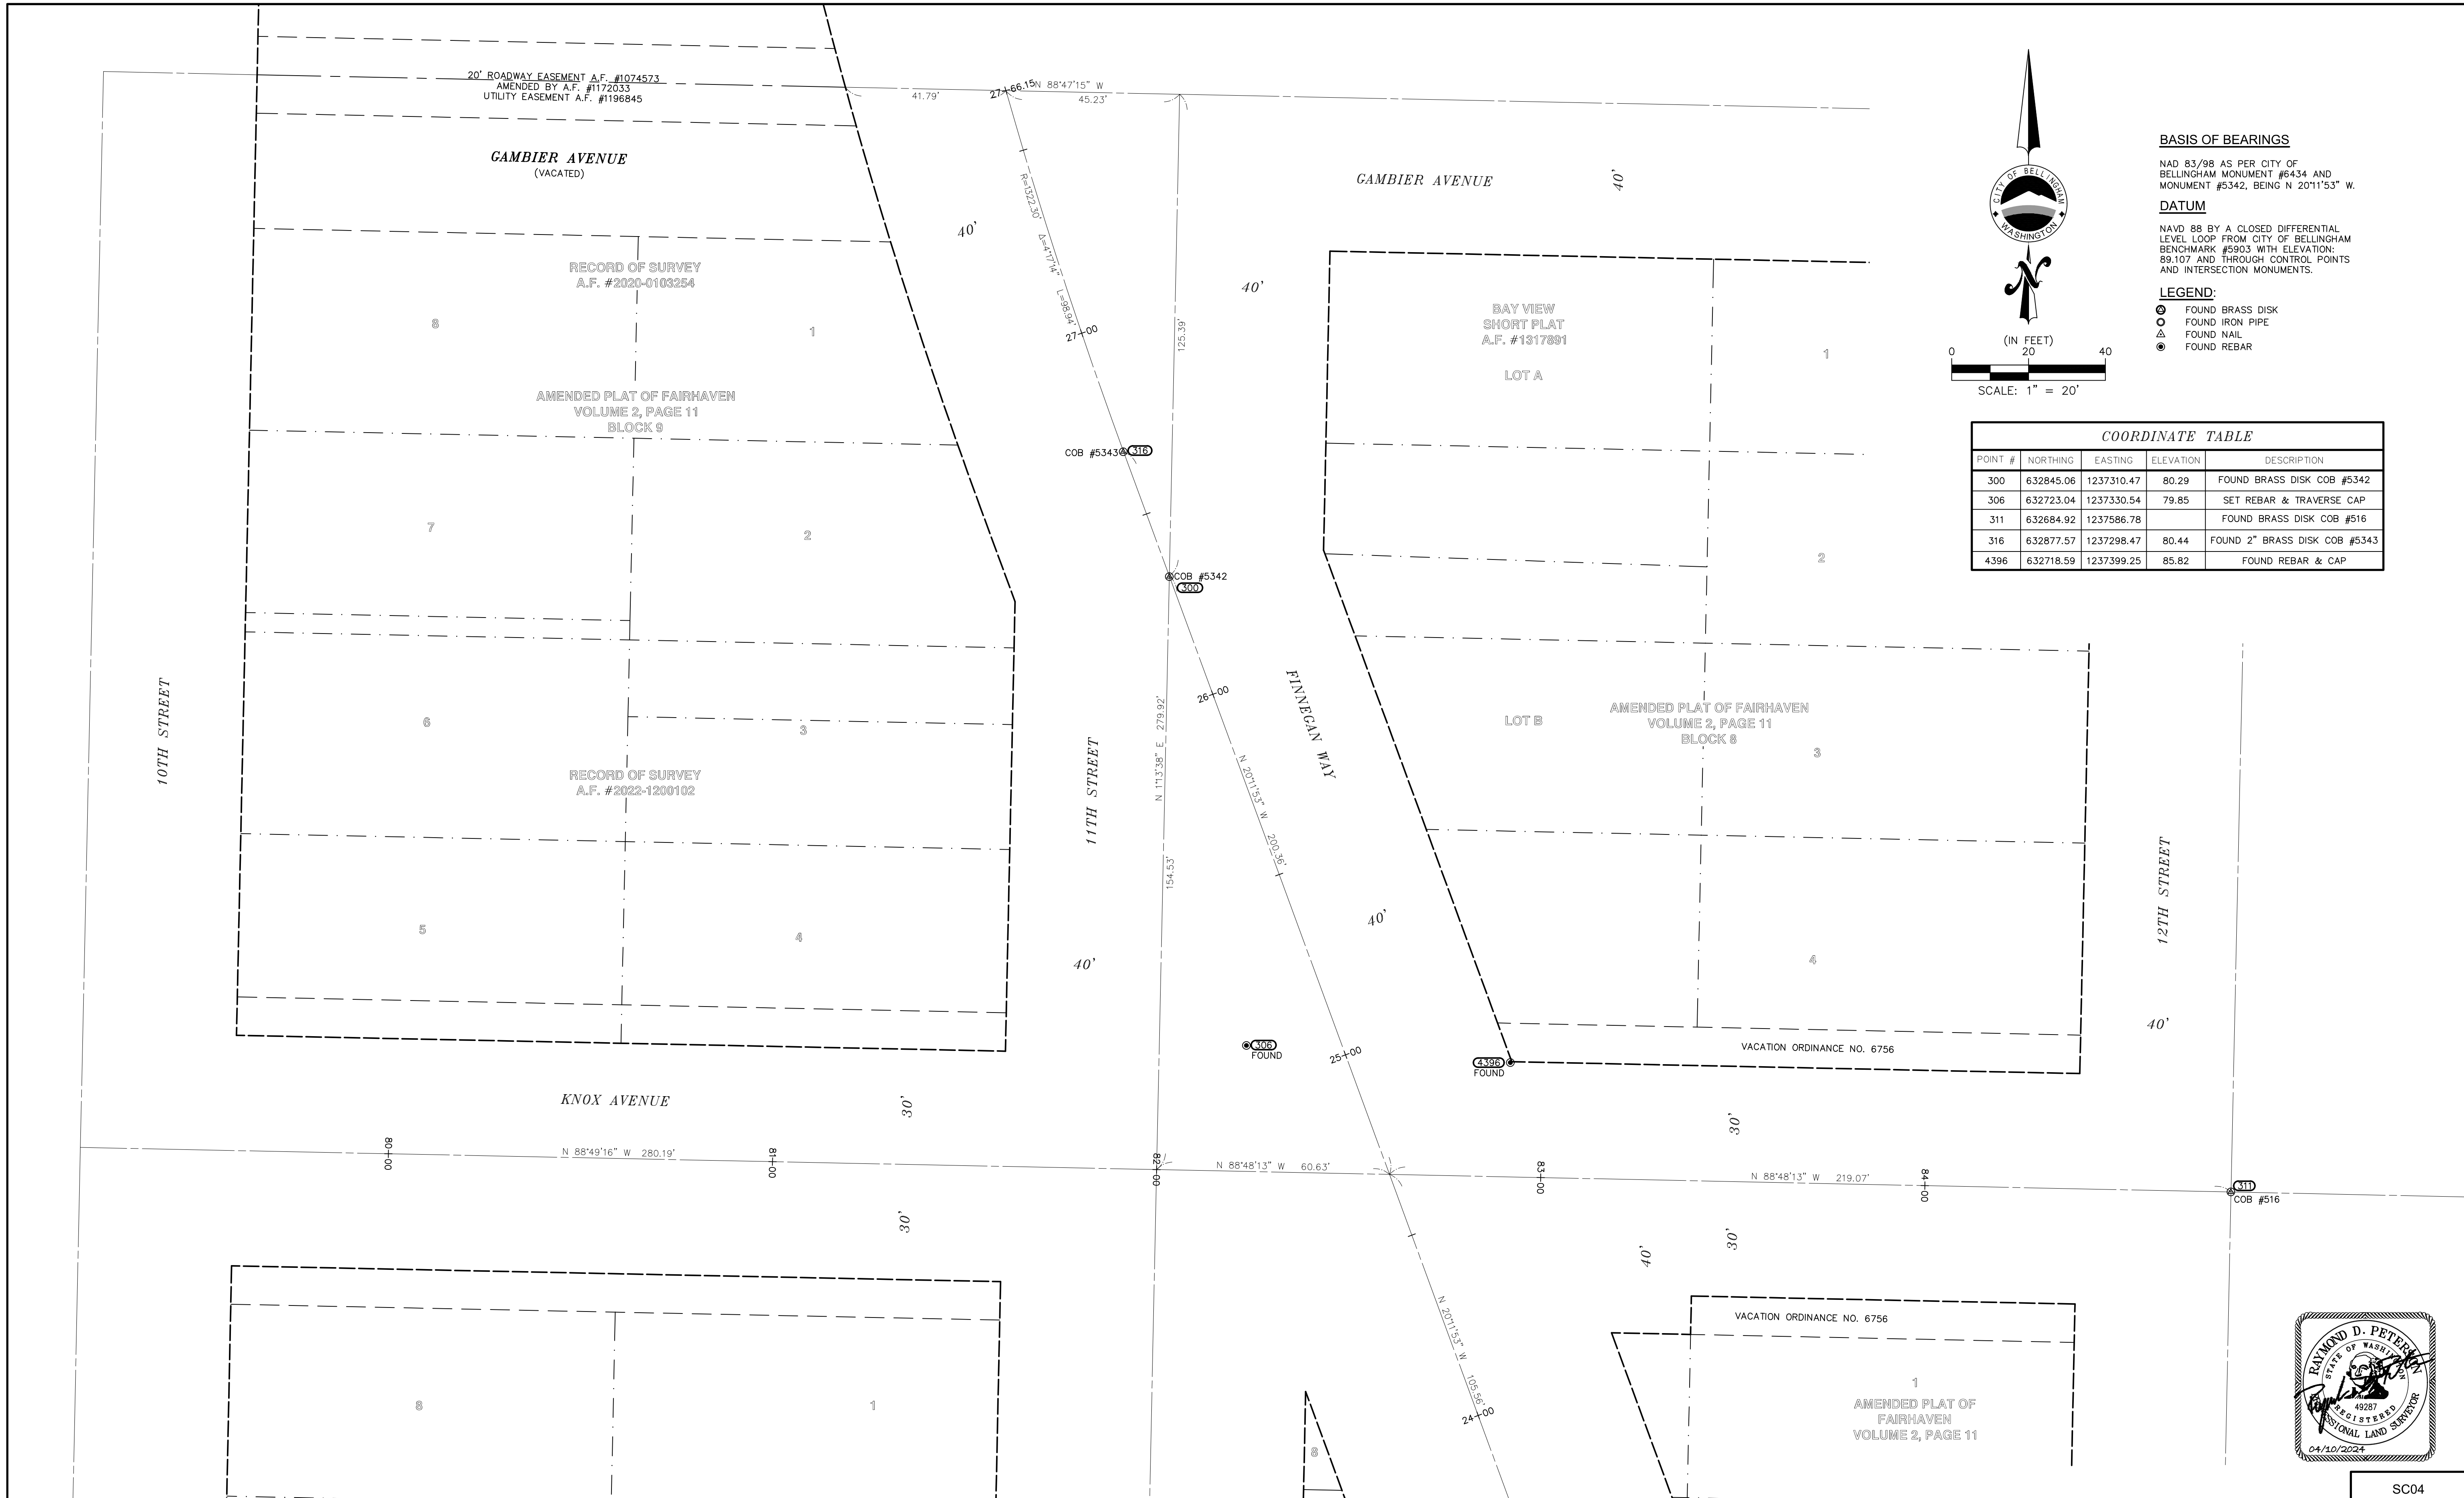 20' ROADWAY EASEMENT A.F. #1074573
AMENDED BY A.F. #1172033
UTILITY EASEMENT A.F. #1196845
GAMBIER AVENUE
(VACATED)
41.79'
27+66.15
N 88°47'15" W
45.23'
R=1322.30' Δ=4°17'14" L=98.94'
40'
GAMBIER AVENUE
40'
40'
27+00
125.39'
RECORD OF SURVEY
A.F. #2020-0103254
8
1
AMENDED PLAT OF FAIRHAVEN
VOLUME 2, PAGE 11
BLOCK 9
COB #5343
316
7
2
COB #5342
300
BAY VIEW
SHORT PLAT
A.F. #1317891
LOT A
1
2
10TH STREET
6
3
RECORD OF SURVEY
A.F. #2022-1200102
5
4
11TH STREET
N 1°13'38" E 279.92'
154.53'
26+00
FINNEGAN WAY
N 20°11'53" W 200.36'
40'
40'
LOT B
AMENDED PLAT OF FAIRHAVEN
VOLUME 2, PAGE 11
BLOCK 8
3
4
12TH STREET
40'
306
FOUND
25+00
4396
FOUND
VACATION ORDINANCE NO. 6756
KNOX AVENUE
30'
30'
80+00
N 88°49'16" W 280.19'
81+00
82+00
N 88°48'13" W 60.63'
83+00
N 88°48'13" W 219.07'
84+00
311
COB #516
30'
30'
40'
N 20°11'53" W 105.56'
24+00
8
1
8
VACATION ORDINANCE NO. 6756
1
AMENDED PLAT OF
FAIRHAVEN
VOLUME 2, PAGE 11
CITY OF BELLINGHAM
WASHINGTON
N
(IN FEET)
0 20 40
SCALE: 1" = 20'
BASIS OF BEARINGS
NAD 83/98 AS PER CITY OF
BELLINGHAM MONUMENT #6434 AND
MONUMENT #5342, BEING N 20°11'53" W.
DATUM
NAVD 88 BY A CLOSED DIFFERENTIAL
LEVEL LOOP FROM CITY OF BELLINGHAM
BENCHMARK #5903 WITH ELEVATION:
89.107 AND THROUGH CONTROL POINTS
AND INTERSECTION MONUMENTS.
LEGEND:
FOUND BRASS DISK
FOUND IRON PIPE
FOUND NAIL
FOUND REBAR
COORDINATE TABLE
POINT # NORTHING EASTING ELEVATION DESCRIPTION
300 632845.06 1237310.47 80.29 FOUND BRASS DISK COB #5342
306 632723.04 1237330.54 79.85 SET REBAR & TRAVERSE CAP
311 632684.92 1237586.78 FOUND BRASS DISK COB #516
316 632877.57 1237298.47 80.44 FOUND 2" BRASS DISK COB #5343
4396 632718.59 1237399.25 85.82 FOUND REBAR & CAP
RAYMOND D. PETERSON
STATE OF WASHINGTON
49287
REGISTERED
PROFESSIONAL LAND SURVEYOR
04/10/2024
SC04